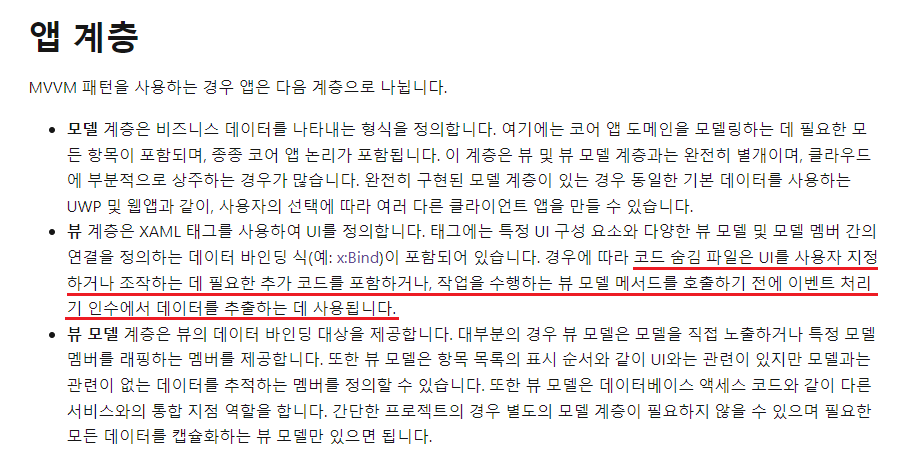 앱 계층
MVVM 패턴을 사용하는 경우 앱은 다음 계층으로 나뉩니다.
• 모델 계층은 비즈니스 데이터를 나타내는 형식을 정의합니다. 여기에는 코어 앱 도메인을 모델링하는 데 필요한 모
든 항목이 포함되며, 종종 코어 앱 논리가 포함됩니다. 이 계층은 뷰 및 뷰 모델 계층과는 완전히 별개이며, 클라우드
에 부분적으로 상주하는 경우가 많습니다. 완전히 구현된 모델 계층이 있는 경우 동일한 기본 데이터를 사용하는
UWP 및 웹앱과 같이, 사용자의 선택에 따라 여러 다른 클라이언트 앱을 만들 수 있습니다.
• 뷰 계층은 XAML 태그를 사용하여 UI를 정의합니다. 태그에는 특정 UI 구성 요소와 다양한 뷰 모델 및 모델 멤버 간의
연결을 정의하는 데이터 바인딩 식(예: x:Bind)이 포함되어 있습니다. 경우에 따라 코드 숨김 파일은 UI를 사용자 지정
하거나 조작하는 데 필요한 추가 코드를 포함하거나, 작업을 수행하는 뷰 모델 메서드를 호출하기 전에 이벤트 처리
기 인수에서 데이터를 추출하는 데 사용됩니다.
• 뷰 모델 계층은 뷰의 데이터 바인딩 대상을 제공합니다. 대부분의 경우 뷰 모델은 모델을 직접 노출하거나 특정 모델
멤버를 래핑하는 멤버를 제공합니다. 또한 뷰 모델은 항목 목록의 표시 순서와 같이 UI와는 관련이 있지만 모델과는
관련이 없는 데이터를 추적하는 멤버를 정의할 수 있습니다. 또한 뷰 모델은 데이터베이스 액세스 코드와 같이 다른
서비스와의 통합 지점 역할을 합니다. 간단한 프로젝트의 경우 별도의 모델 계층이 필요하지 않을 수 있으며 필요한
모든 데이터를 캡슐화하는 뷰 모델만 있으면 됩니다.